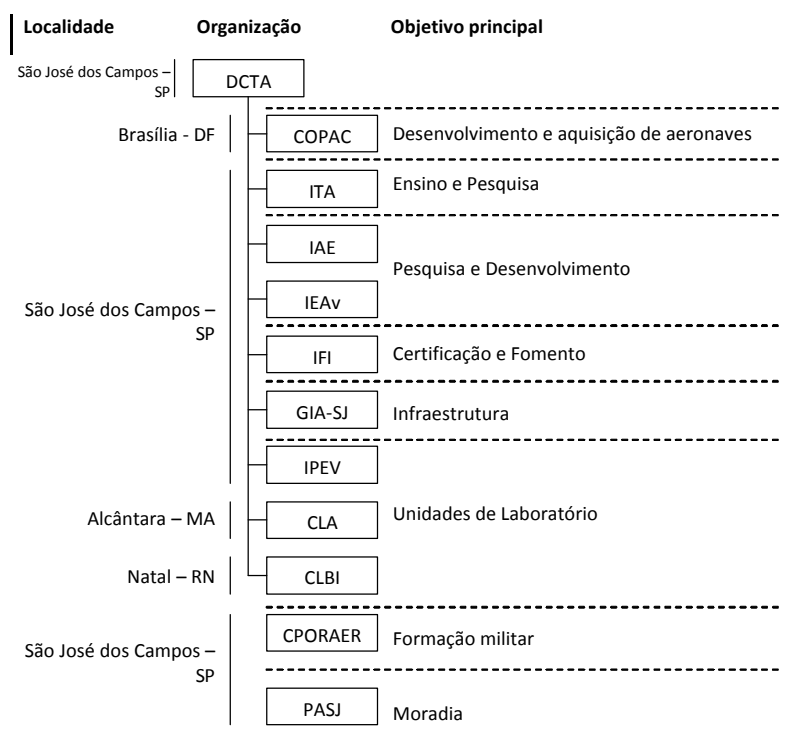 Localidade Organização Objetivo principal
São José dos Campos –
SP
DCTA
Brasília - DF COPAC Desenvolvimento e aquisição de aeronaves
ITA Ensino e Pesquisa
IAE
Pesquisa e Desenvolvimento
IEAv
São José dos Campos –
SP
IFI Certificação e Fomento
GIA-SJ Infraestrutura
IPEV
Alcântara – MA CLA Unidades de Laboratório
Natal – RN CLBI
CPORAER Formação militar
São José dos Campos –
SP
PASJ Moradia